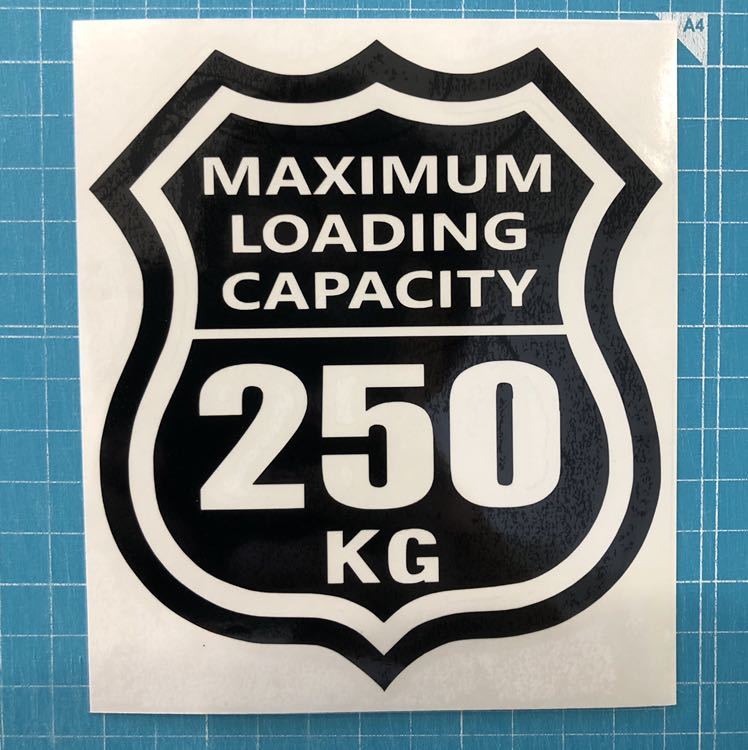 A4
MAXIMUM
LOADING
CAPACITY
250
KG